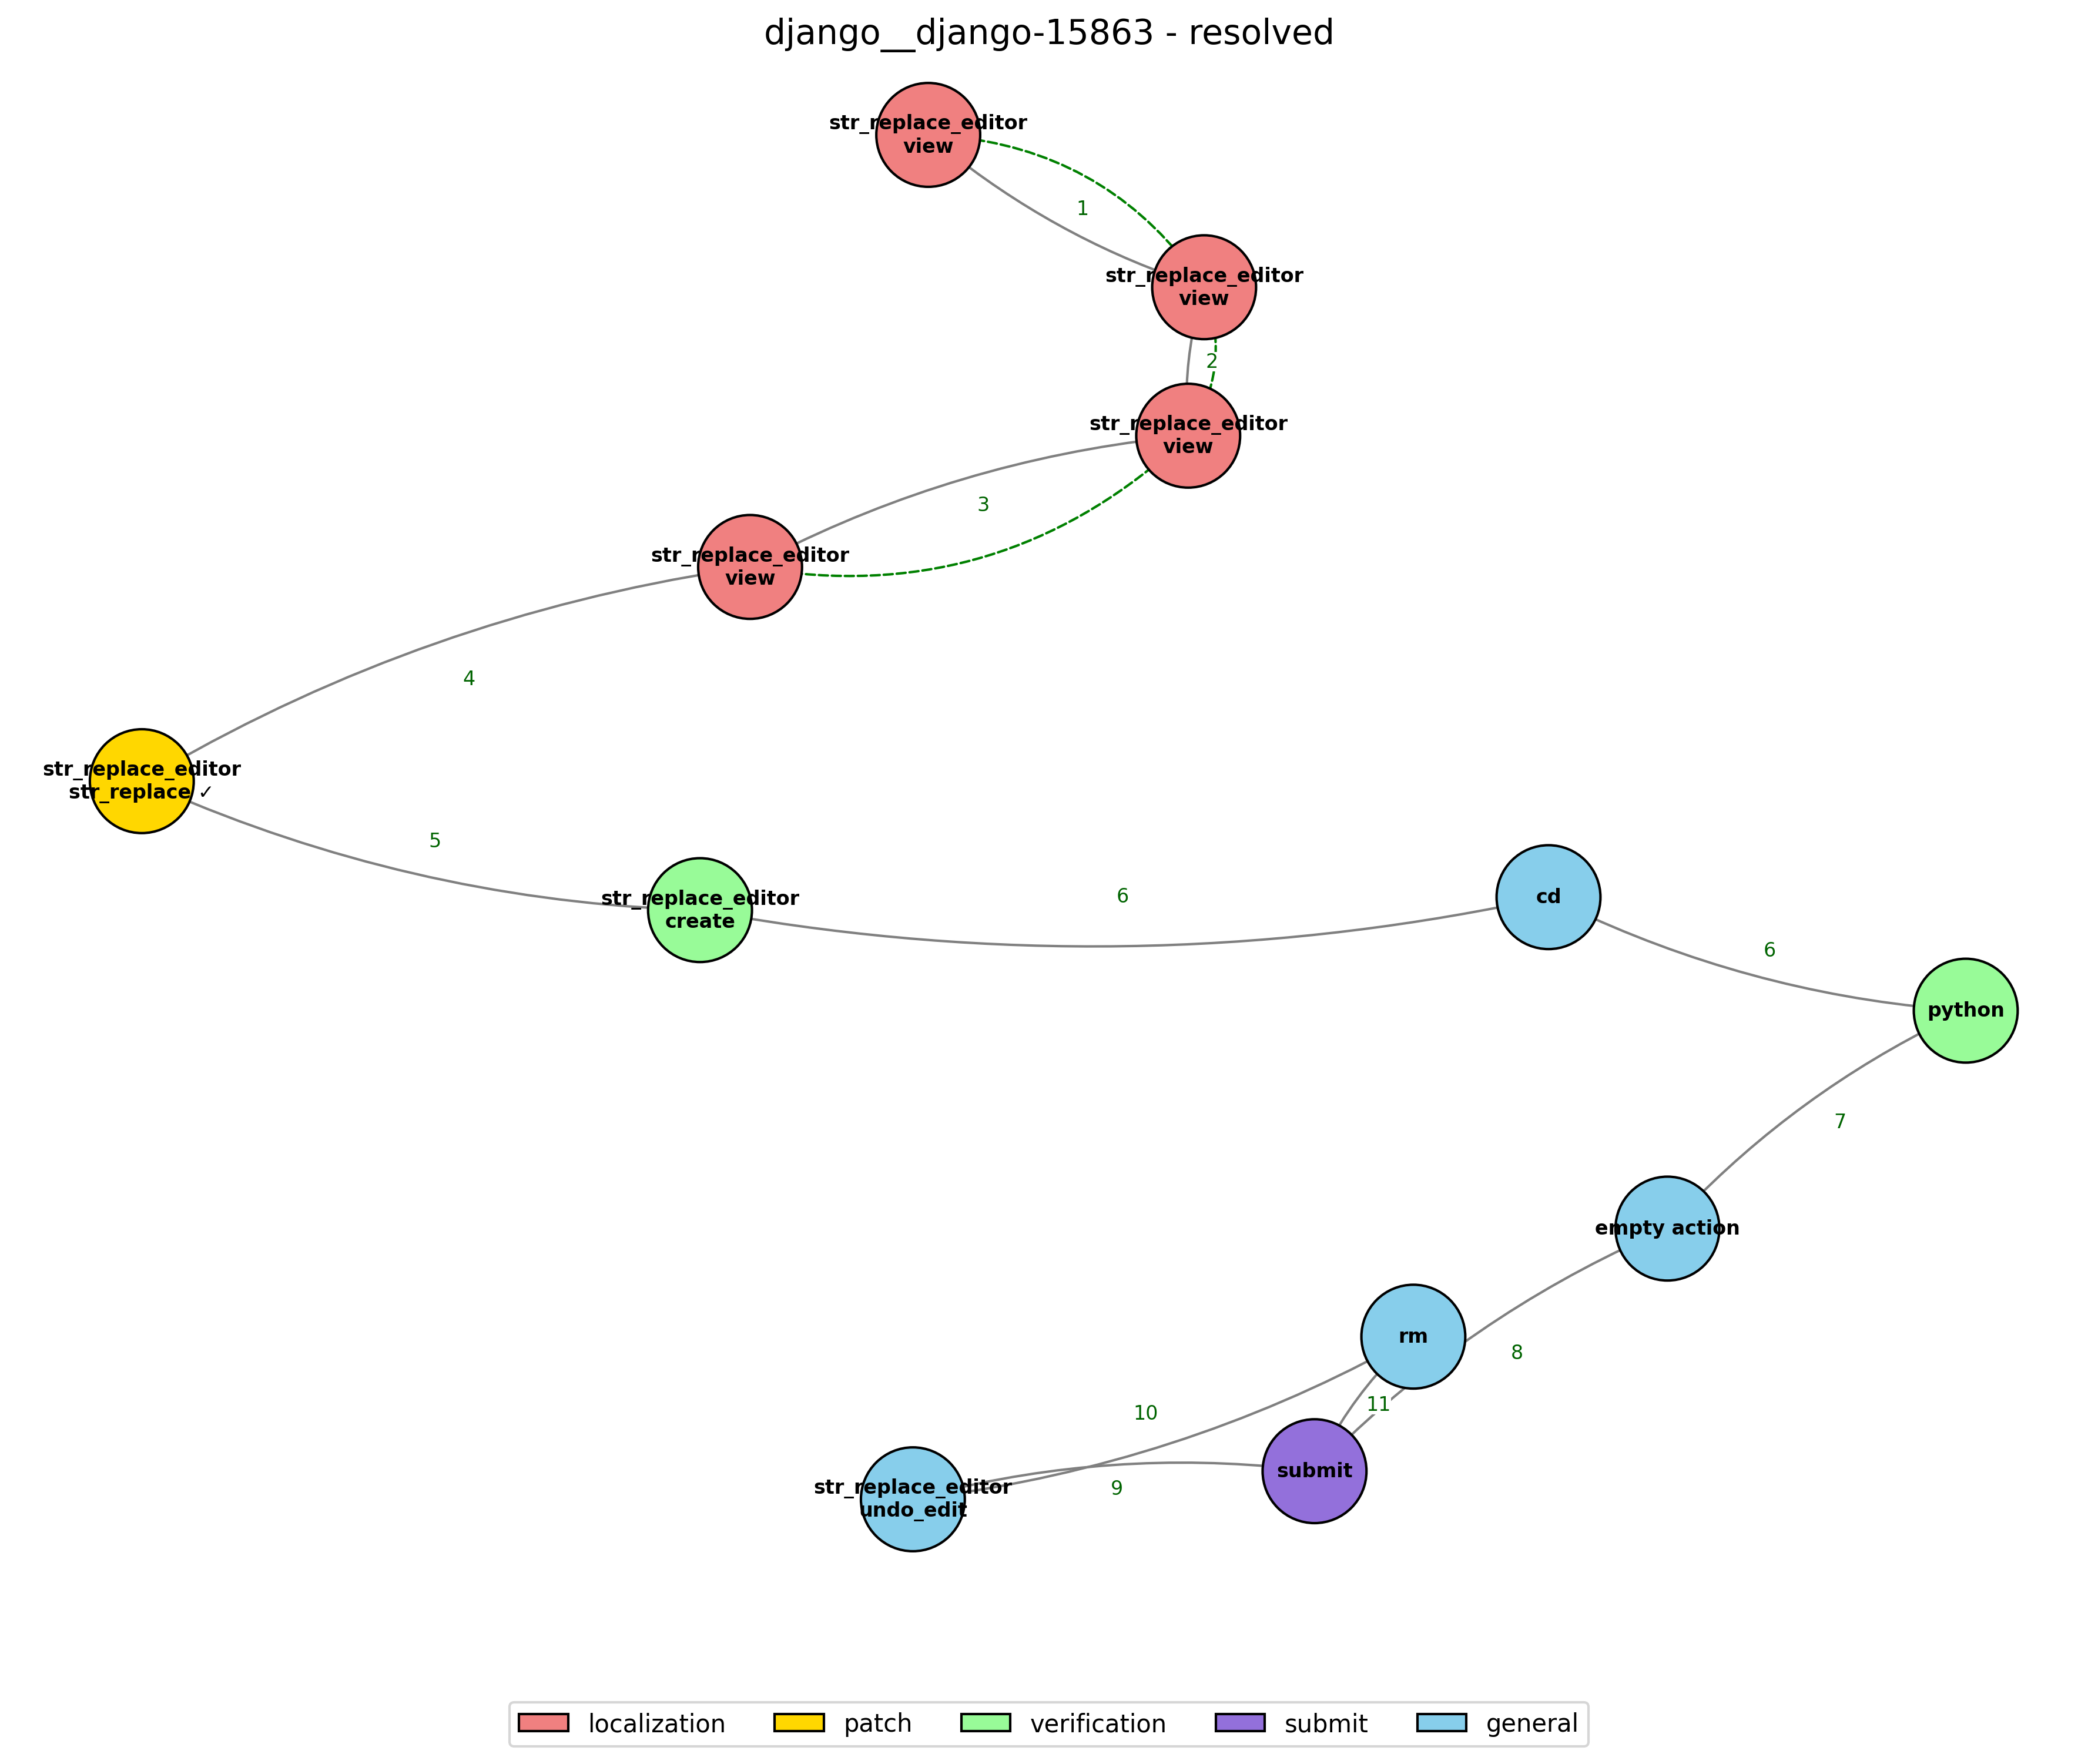 django__django-15863 - resolved
str_replace_editor
view
1
str_replace_editor
view
2
str_replace_editor
view
3
str_replace_editor
view
4
str_replace_editor
str_replace ✓
5
str_replace_editor
create
6
cd
6
python
7
empty action
rm
8
11
10
submit
9
str_replace_editor
undo_edit
localization
patch
verification
submit
general